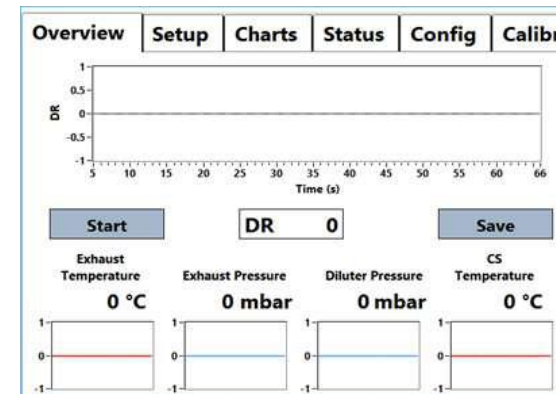 Overview Setup Charts Status Config Calibr
1
0.5
0
-0.5
-1
DR
5 10 15 20 25 30 35 40 45 50 55 60 66
Time (s)
Start DR 0 Save
Exhaust Temperature Exhaust Pressure Diluter Pressure CS Temperature
0 °C 0 mbar 0 mbar 0 °C
1 1 1 1
0 0 0 0
-1 -1 -1 -1